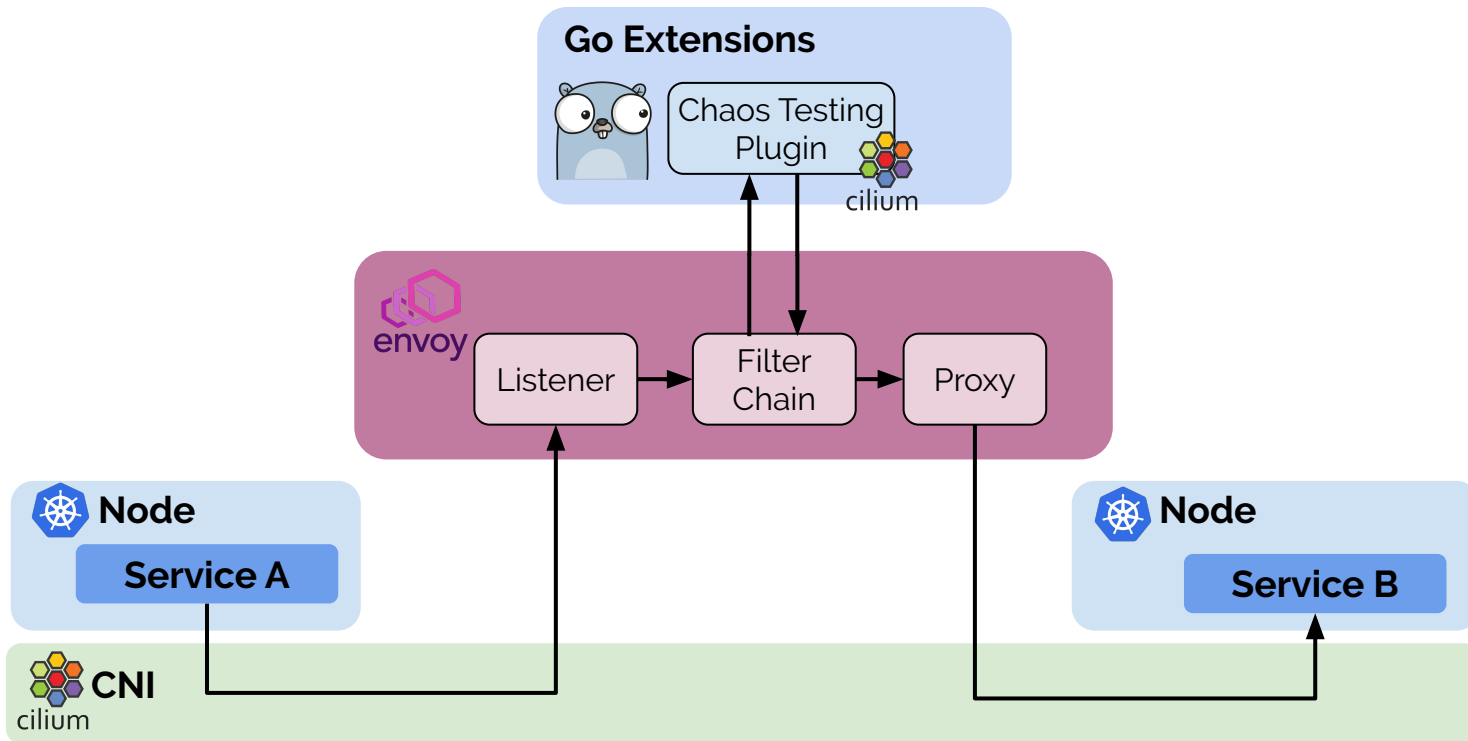 Go Extensions
Chaos Testing
Plugin
cilium
envoy
Listener
Filter
Chain
Proxy
Node
Service A
Node
Service B
CNI
cilium